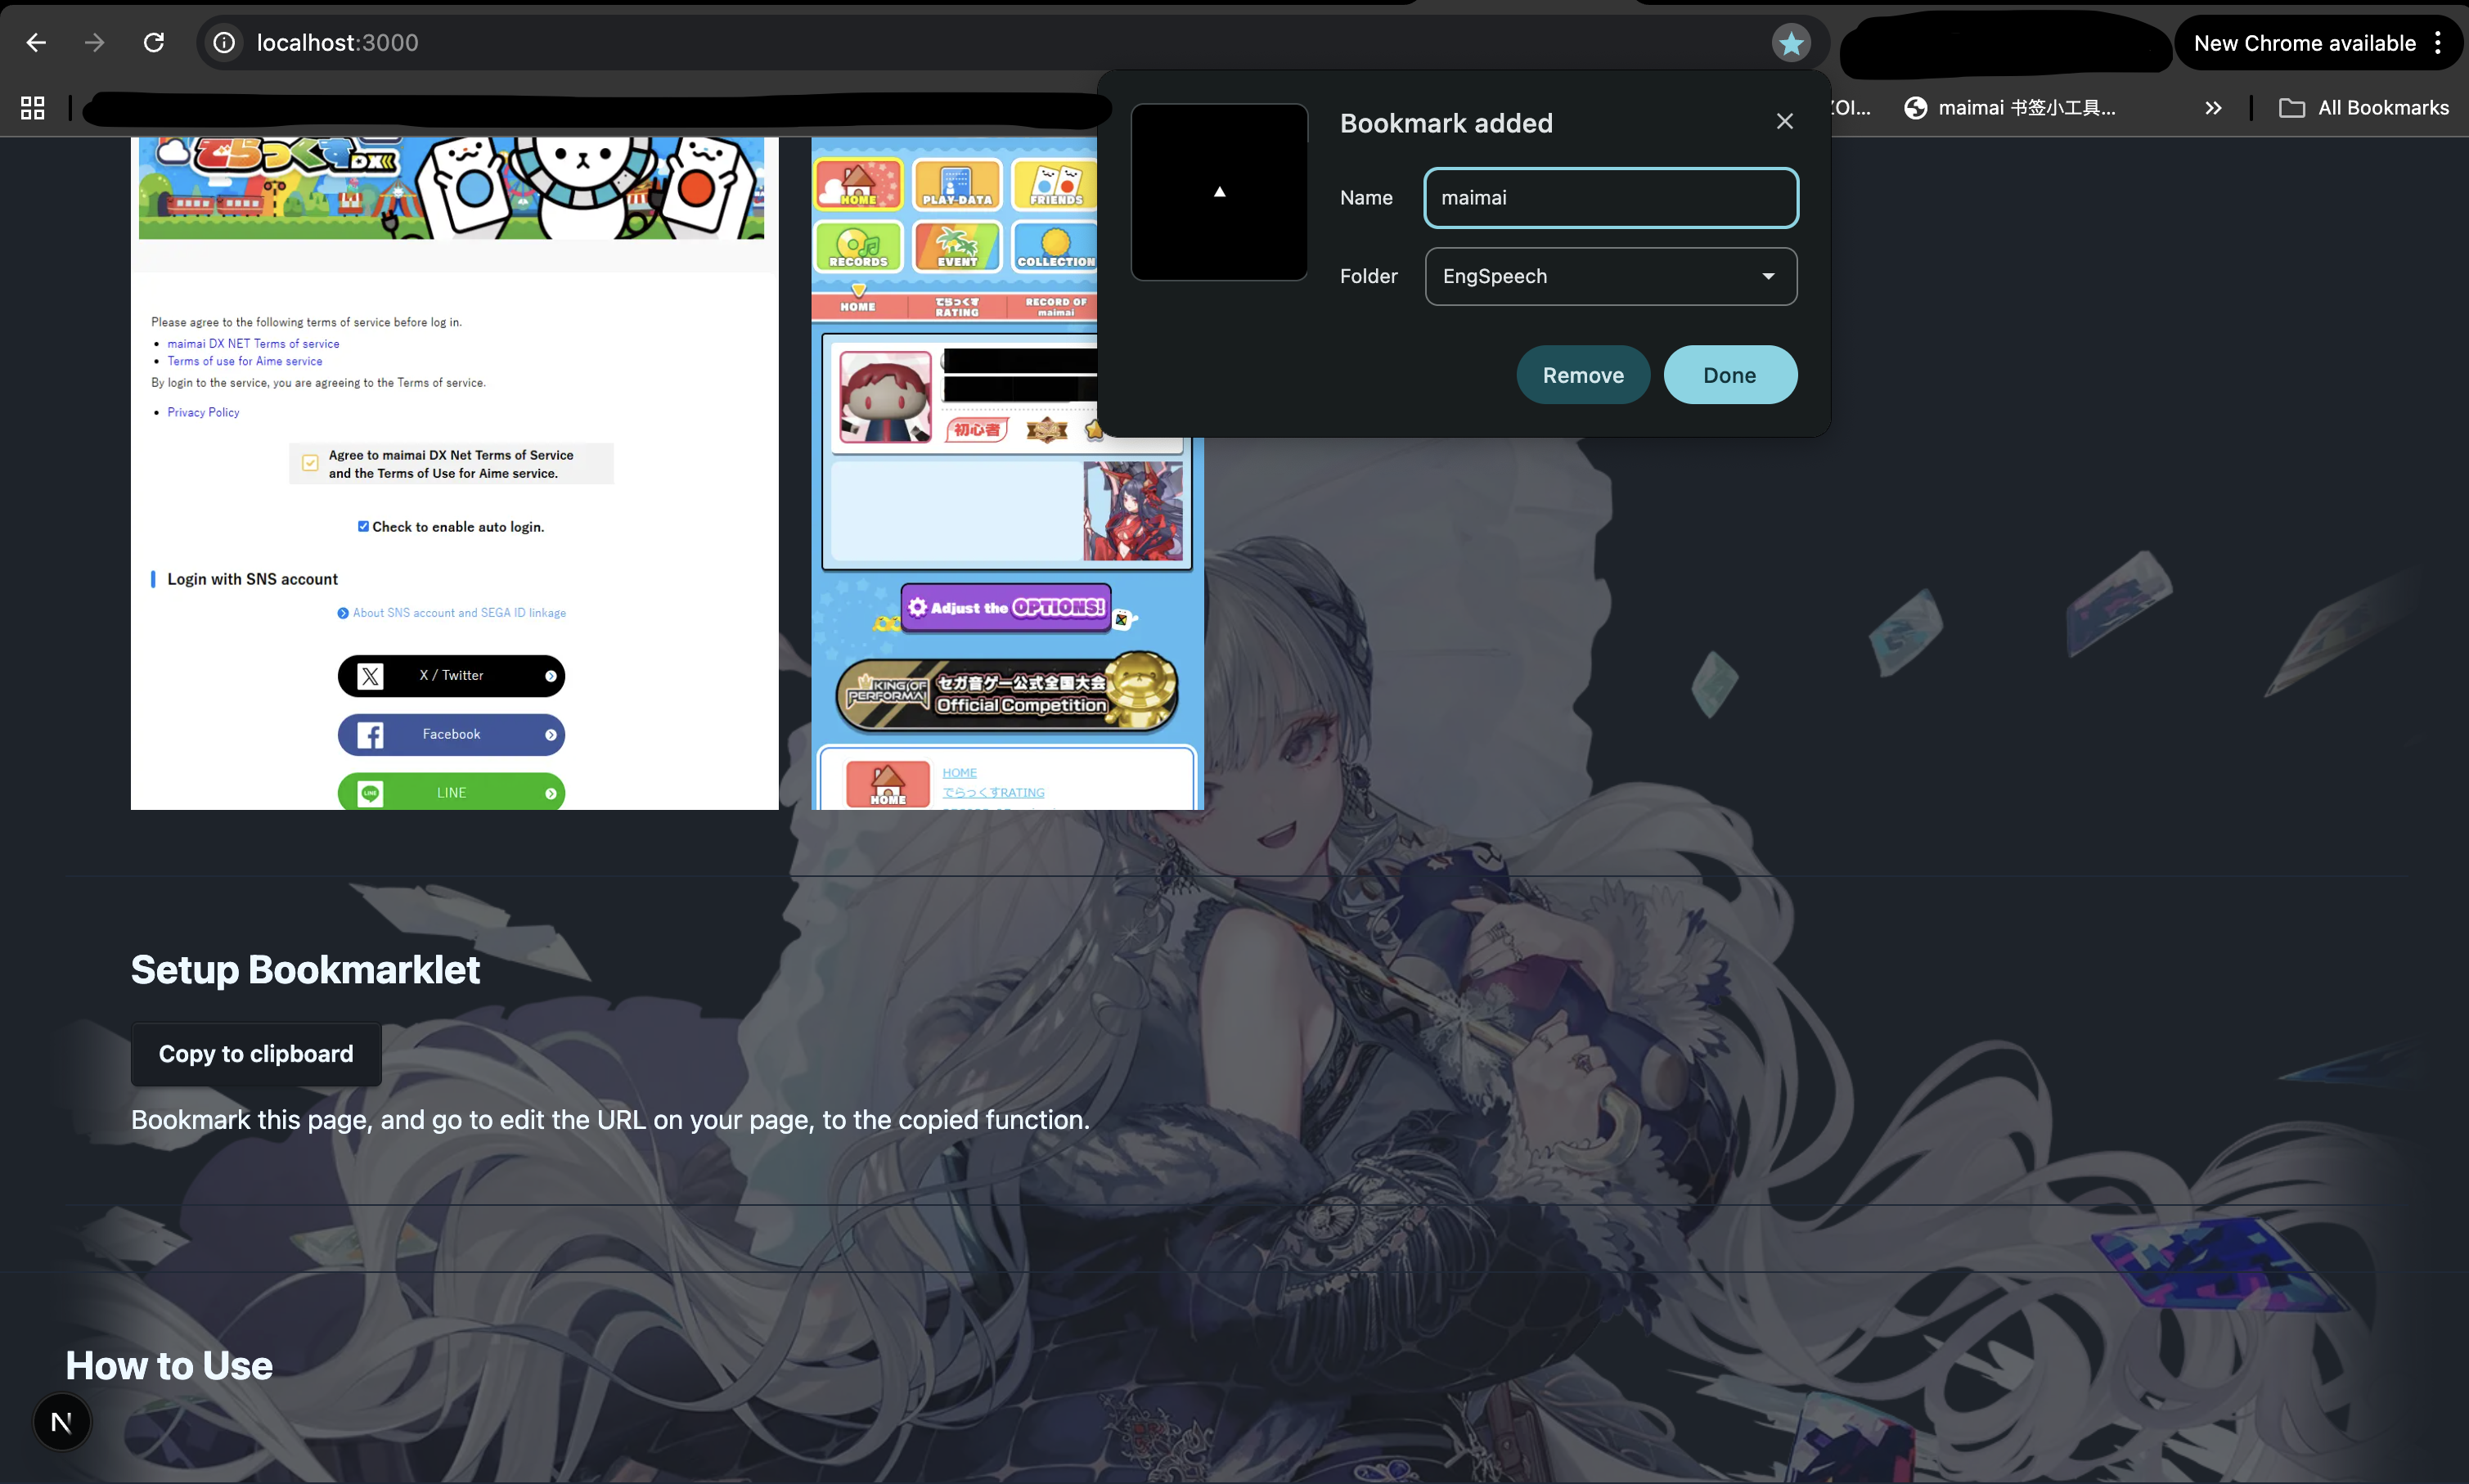 localhost:3000
New Chrome available
maimai 书签小工具...
All Bookmarks
Bookmark added
Name
maimai
Folder
EngSpeech
Remove
Done
でらっくすDX
Please agree to the following terms of service before log in.
maimai DX NET Terms of service
Terms of use for Aime service
By login to the service, you are agreeing to the Terms of service.
Privacy Policy
Agree to maimai DX Net Terms of Service
and the Terms of Use for Aime service.
Check to enable auto login.
Login with SNS account
About SNS account and SEGA ID linkage
X / Twitter
Facebook
LINE
HOME
PLAY-DATA
FRIENDS
RECORDS
EVENT
COLLECTION
HOME
でらっくす
RATING
RECORD OF
maimai
初心者
Adjust the OPTIONS!
KING OF
PERFORMAI
セガ音ゲー公式全国大会
Official Competition
HOME
HOME
でらっくすRATING
Setup Bookmarklet
Copy to clipboard
Bookmark this page, and go to edit the URL on your page, to the copied function.
How to Use
N